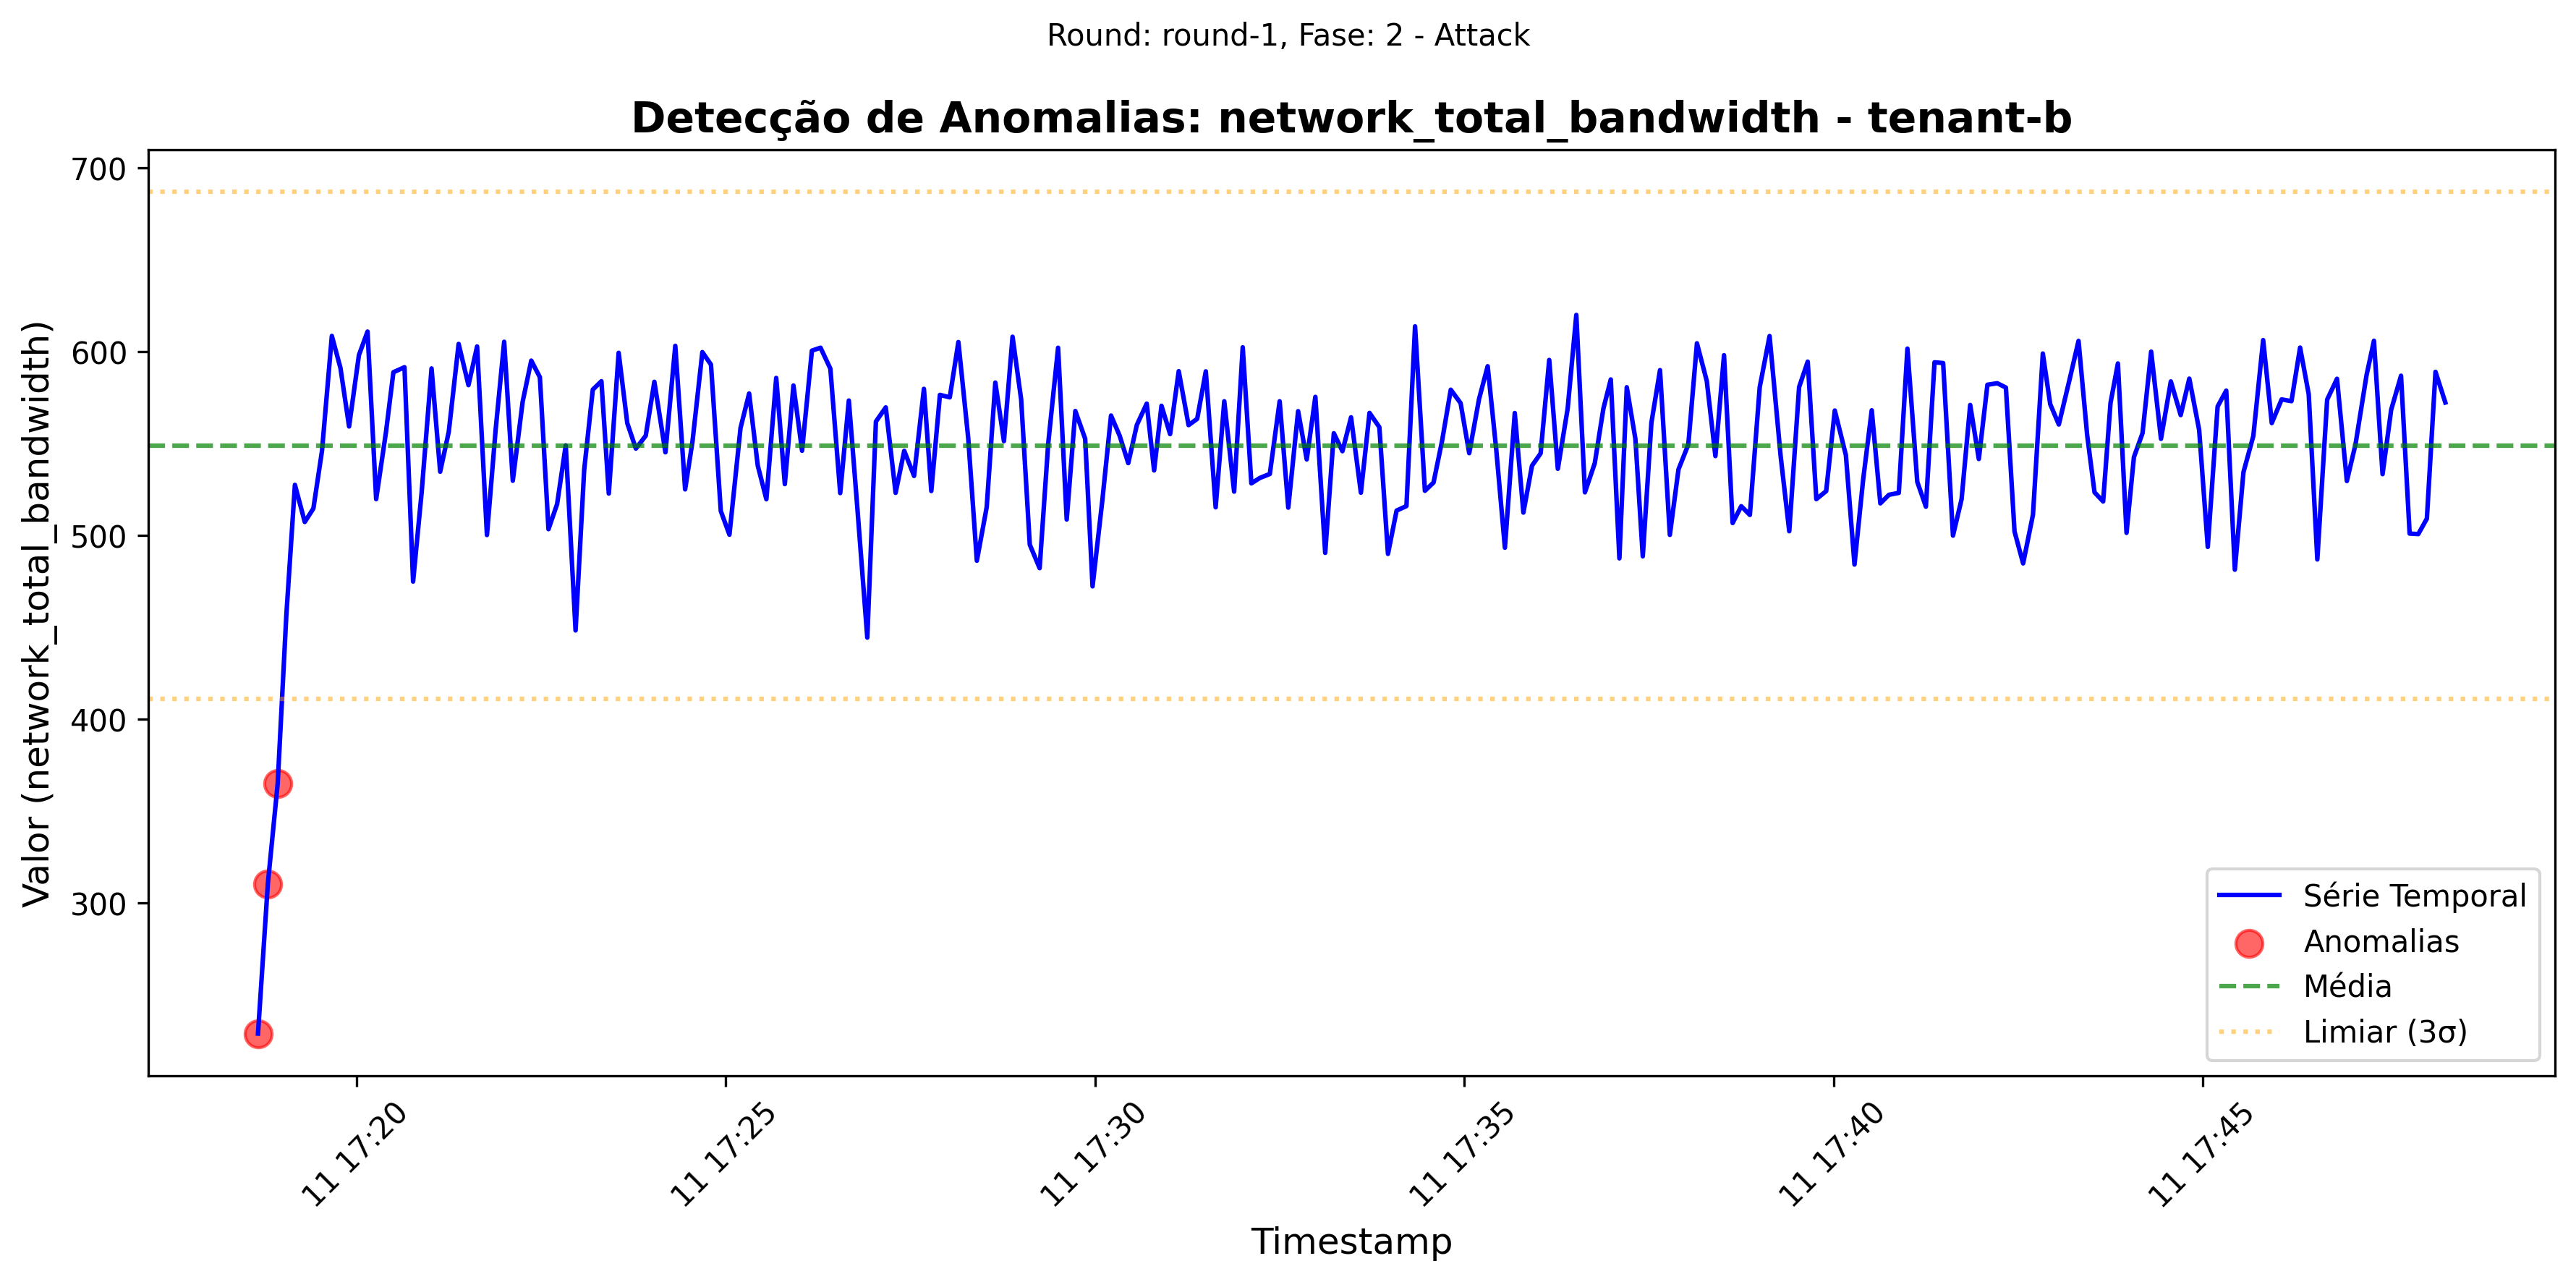 Round: round-1, Fase: 2 - Attack
Detecção de Anomalias: network_total_bandwidth - tenant-b
Valor (network_total_bandwidth)
700
600
500
400
300
Série Temporal
Anomalias
Média
Limiar (3σ)
11 17:20
11 17:25
11 17:30
11 17:35
11 17:40
11 17:45
Timestamp